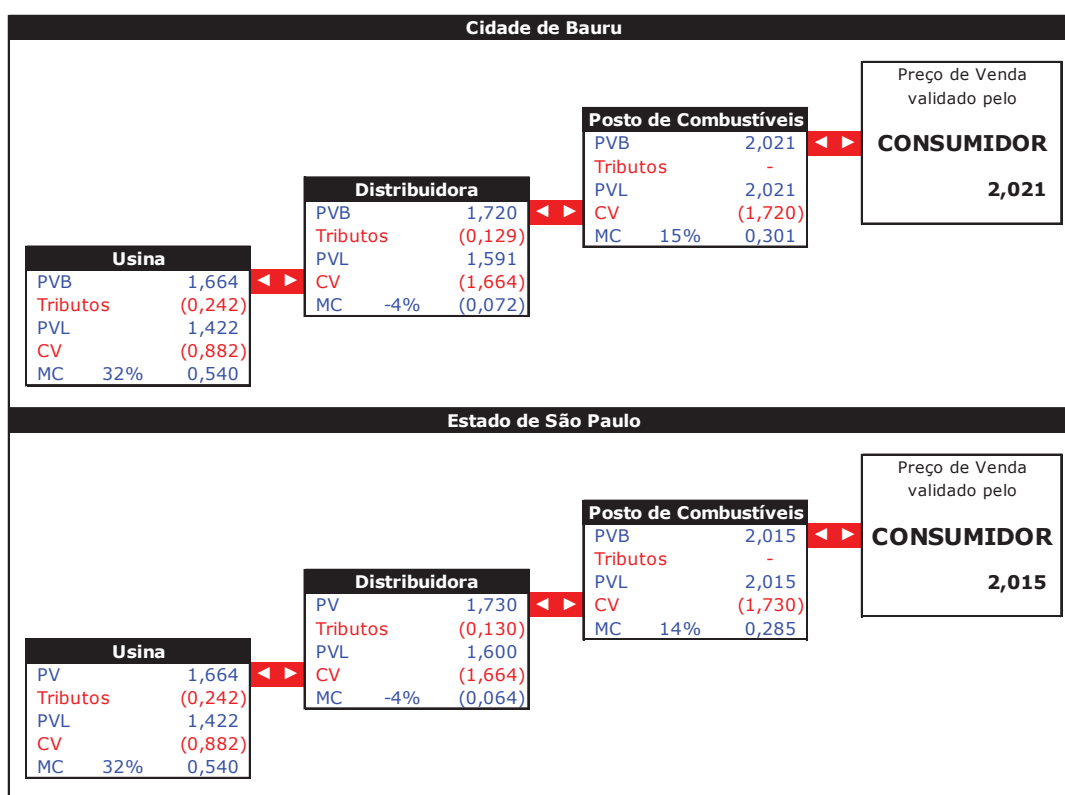 Cidade de Bauru
Preço de Venda
validado pelo
CONSUMIDOR
2,021
Posto de Combustíveis
PVB 2,021
Tributos -
PVL 2,021
CV (1,720)
MC 15% 0,301
Distribuidora
PVB 1,720
Tributos (0,129)
PVL 1,591
CV (1,664)
MC -4% (0,072)
Usina
PVB 1,664
Tributos (0,242)
PVL 1,422
CV (0,882)
MC 32% 0,540
Estado de São Paulo
Preço de Venda
validado pelo
CONSUMIDOR
2,015
Posto de Combustíveis
PVB 2,015
Tributos -
PVL 2,015
CV (1,730)
MC 14% 0,285
Distribuidora
PV 1,730
Tributos (0,130)
PVL 1,600
CV (1,664)
MC -4% (0,064)
Usina
PV 1,664
Tributos (0,242)
PVL 1,422
CV (0,882)
MC 32% 0,540